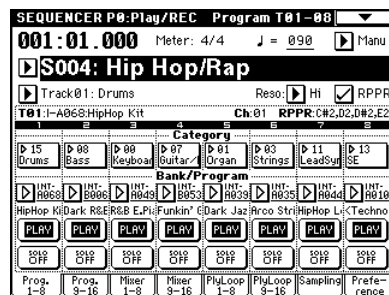 SEQUENCER P0:Play/REC Program T01-08
001:01.000 Meter: 4/4 ♩ = 090 Manu
S004: Hip Hop/Rap
Track01: Drums Reso: Hi RPPR
T01:I-A068:HipHop Kit Ch:01 RPPR:C#2,D2,D#2,E2
1 2 3 4 5 6 7 8
Category
15 08 00 07 01 03 11 13
Drums Bass Keyboar Guitar/ Organ Strings LeadSyn SE
Bank/Program
INT- INT- INT- INT- INT- INT- INT- INT-
A068 B006 A049 B053 A039 A035 A044 A010
HipHop Ki Dark R&E R&B E.Pia Funkin' G Dark Jaz Arco Stri HipHop L <Techno
PLAY PLAY PLAY PLAY PLAY PLAY PLAY PLAY
SOLO SOLO SOLO SOLO SOLO SOLO SOLO SOLO
OFF OFF OFF OFF OFF OFF OFF OFF
Prog. Prog. Mixer Mixer PlyLoop PlyLoop Sampling Prefe-
1-8 9-16 1-8 9-16 1-8 9-16 rence